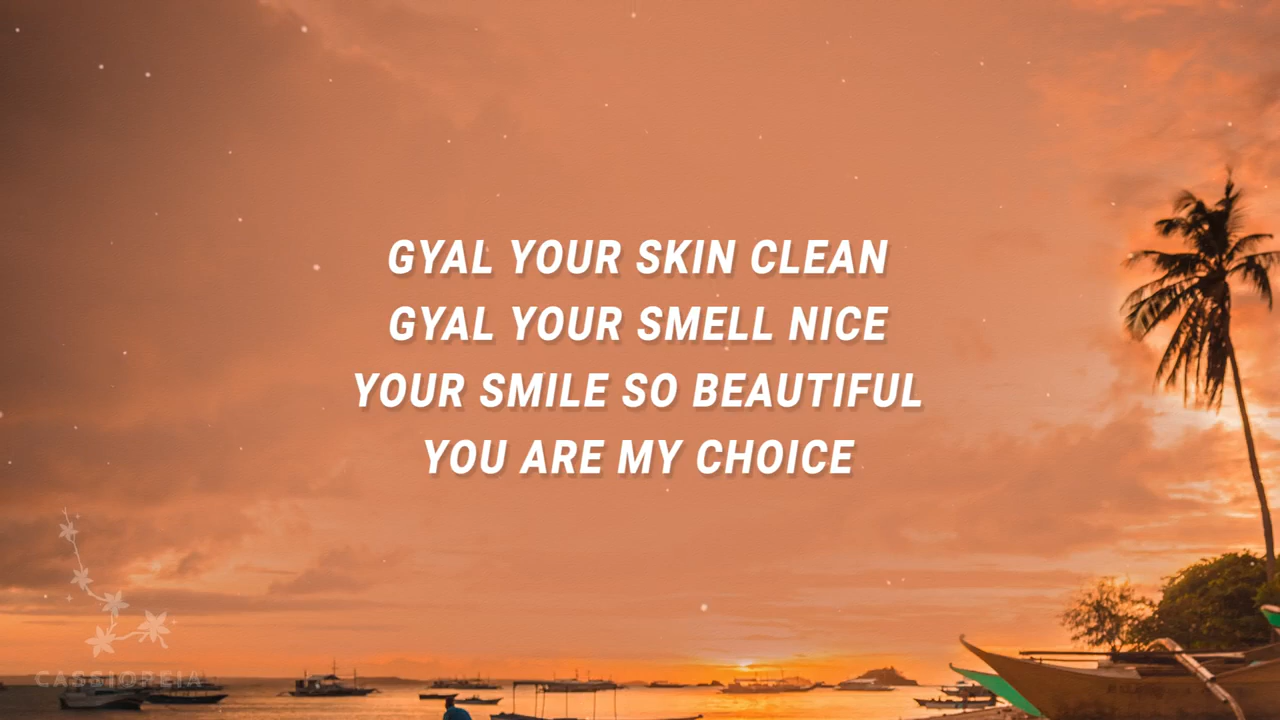 GYAL YOUR SKIN CLEAN
GYAL YOUR SMELL NICE
YOUR SMILE SO BEAUTIFUL
YOU ARE MY CHOICE
CASSIOPEIA